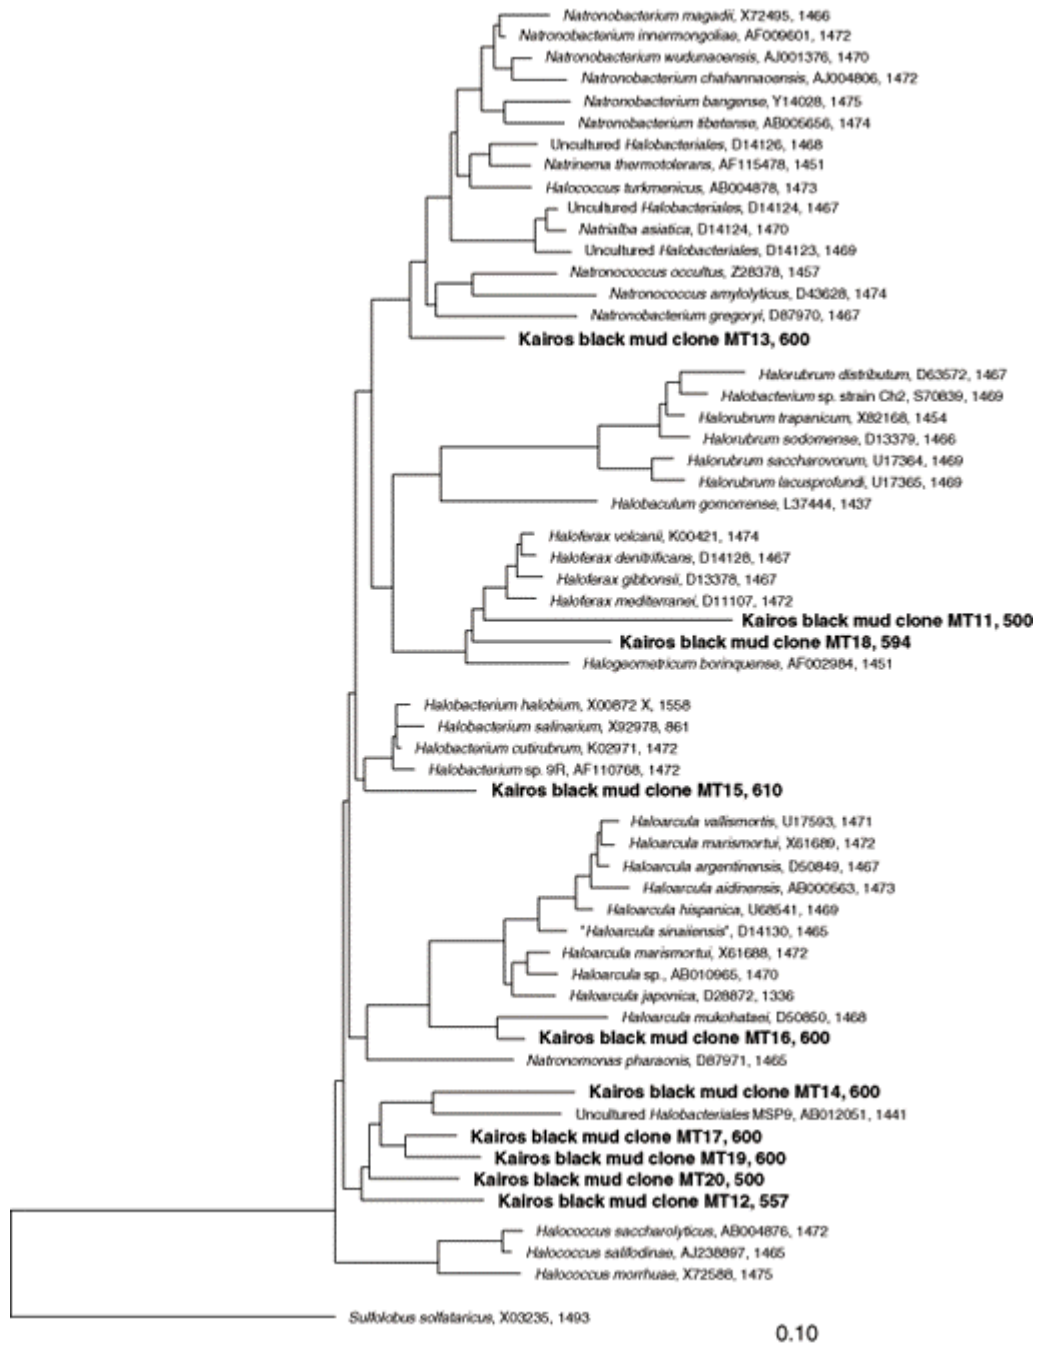 Natronobacterium magadii, X72495, 1466
Natronobacterium innermongoliae, AF009601, 1472
Natronobacterium wudunaoensis, AJ001376, 1470
Natronobacterium chahannaoensis, AJ004806, 1472
Natronobacterium bangense, Y14028, 1475
Natronobacterium tibetense, AB005656, 1474
Uncultured Halobacteriales, D14126, 1468
Natrinema thermotolerans, AF115478, 1451
Halococcus turkmenicus, AB004878, 1473
Uncultured Halobacteriales, D14124, 1467
Natrialba asiatica, D14124, 1470
Uncultured Halobacteriales, D14123, 1469
Natronococcus occultus, Z28378, 1457
Natronococcus amylolyticus, D43628, 1474
Natronobacterium gregoryi, D87970, 1467
Kairos black mud clone MT13, 600
Halorubrum distributum, D63572, 1467
Halobacterium sp. strain Ch2, S70839, 1469
Halorubrum trapanicum, X82168, 1454
Halorubrum sodomense, D13379, 1466
Halorubrum saccharovorum, U17364, 1469
Halorubrum lacusprofundi, U17365, 1469
Halobaculum gomorrense, L37444, 1437
Haloferax volcanii, K00421, 1474
Haloferax denitrificans, D14128, 1467
Haloferax gibbonsii, D13378, 1467
Haloferax mediterranei, D11107, 1472
Kairos black mud clone MT11, 500
Kairos black mud clone MT18, 594
Halogeometricum borinquense, AF002984, 1451
Halobacterium halobium, X00872 X, 1558
Halobacterium salinarium, X92978, 861
Halobacterium cutirubrum, K02971, 1472
Halobacterium sp. 9R, AF110768, 1472
Kairos black mud clone MT15, 610
Haloarcula vallismortis, U17593, 1471
Haloarcula marismortui, X61689, 1472
Haloarcula argentinensis, D50849, 1467
Haloarcula aidinensis, AB000563, 1473
Haloarcula hispanica, U68541, 1469
"Haloarcula sinaiiensis", D14130, 1465
Haloarcula marismortui, X61688, 1472
Haloarcula sp., AB010965, 1470
Haloarcula japonica, D28872, 1336
Haloarcula mukohataei, D50850, 1468
Kairos black mud clone MT16, 600
Natronomonas pharaonis, D87971, 1465
Kairos black mud clone MT14, 600
Uncultured Halobacteriales MSP9, AB012051, 1441
Kairos black mud clone MT17, 600
Kairos black mud clone MT19, 600
Kairos black mud clone MT20, 500
Kairos black mud clone MT12, 557
Halococcus saccharolyticus, AB004876, 1472
Halococcus salifodinae, AJ238897, 1465
Halococcus morrhuae, X72588, 1475
Sulfolobus solfataricus, X03235, 1493
0.10